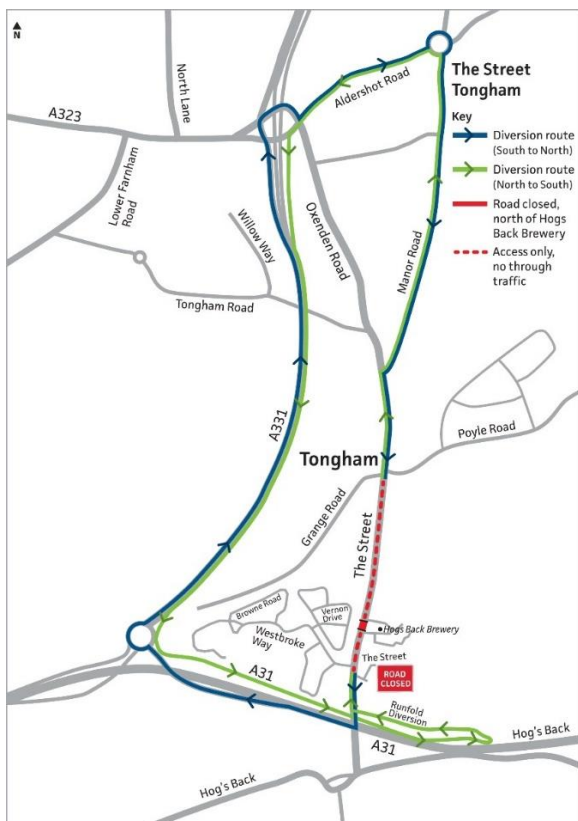 N
The Street
Tongham
Key
Diversion route
(South to North)
Diversion route
(North to South)
Road closed,
north of Hogs
Back Brewery
Access only,
no through
traffic
A323
North Lane
Aldershot Road
Lower Farnham
Road
Willow Way
Oxenden Road
Manor Road
Tongham Road
A331
Poyle Road
Tongham
Grange Road
The Street
Browne Road
Vernon
Drive
Hogs Back Brewery
Westbroke
Way
The Street
ROAD
CLOSED
A31
Runfold
Diversion
A31
Hog's Back
Hog's Back